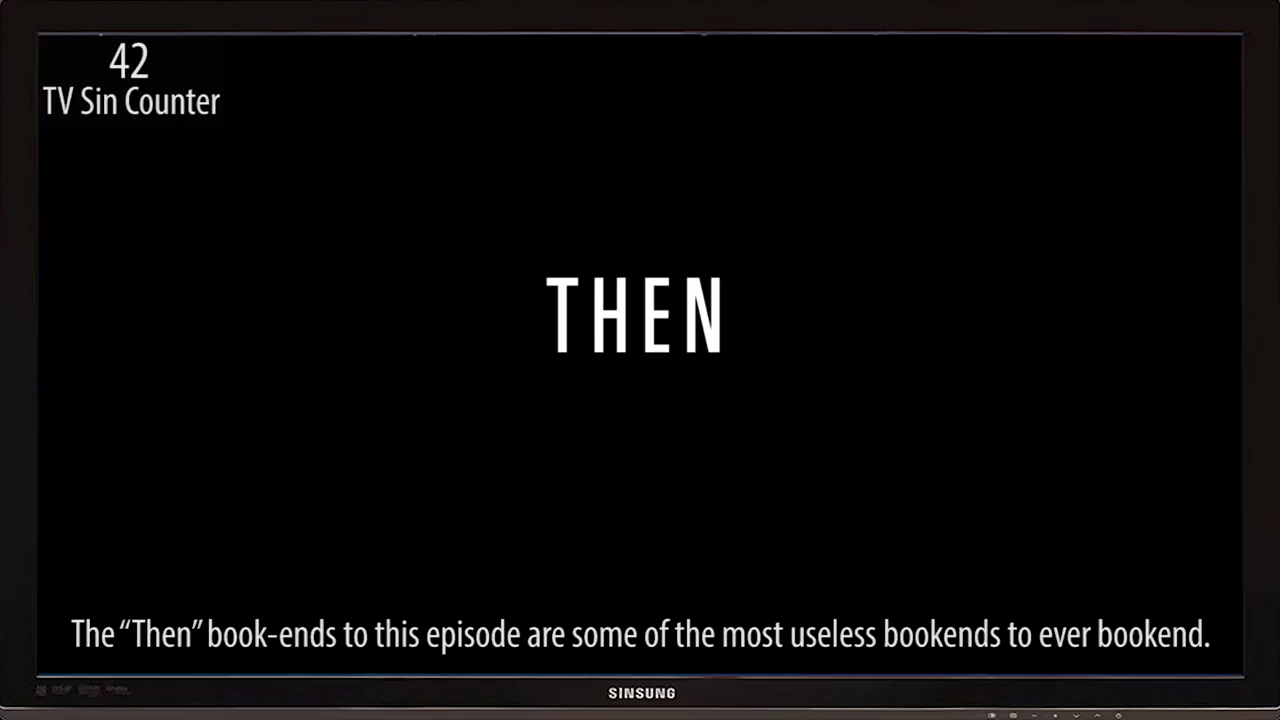 42
TV Sin Counter
THEN
The “Then” book-ends to this episode are some of the most useless bookends to ever bookend.
SINSUNG